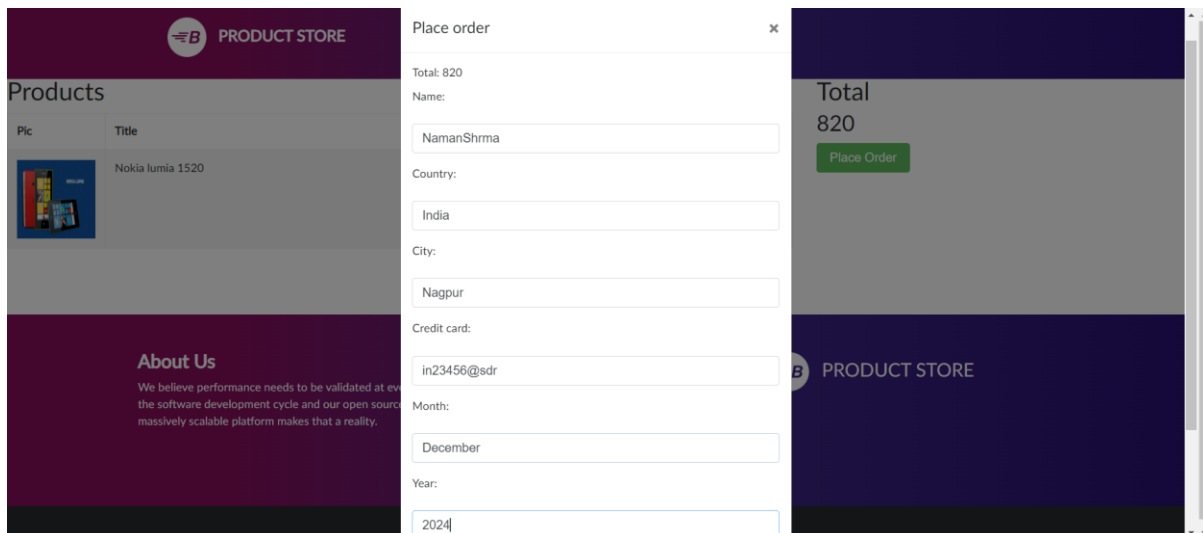 B PRODUCT STORE
Products
Pic Title
Nokia lumia 1520
Place order ×
Total: 820
Name:
NamanShrma
Country:
India
City:
Nagpur
Credit card:
in23456@sdr
Month:
December
Year:
2024
Total
820
Place Order
About Us
We believe performance needs to be validated at eve
the software development cycle and our open source
massively scalable platform makes that a reality.
B PRODUCT STORE